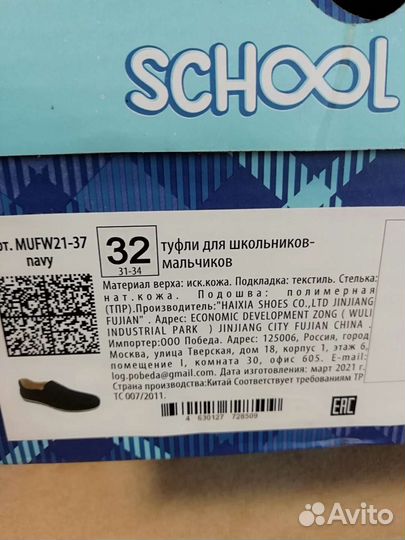 SCHOOL
рт. MUFW21-37
navy
32
31-34
туфли для школьников-
мальчиков
Материал верха: иск.кожа. Подкладка: текстиль. Стелька:
нат.кожа. Подошва: полимерная
(ТПР).Производитель:"HAIXIA SHOES CO.,LTD JINJIANG
FUJIAN" . Адрес: ECONOMIC DEVELOPMENT ZONG ( WULI
INDUSTRIAL PARK ) JINJIANG CITY FUJIAN CHINA .
Импортер:ООО Победа. Адрес: 125006, Россия, город
Москва, улица Тверская, дом 18, корпус 1, этаж 6,
помещение I, комната 30, офис 605. E-mail:
log.pobeda@gmail.com Дата изготовления: март 2021 г.
Страна производства:Китай Соответствует требованиям ТР
ТС 007/2011.
4 630127 728509
EAC
Avito